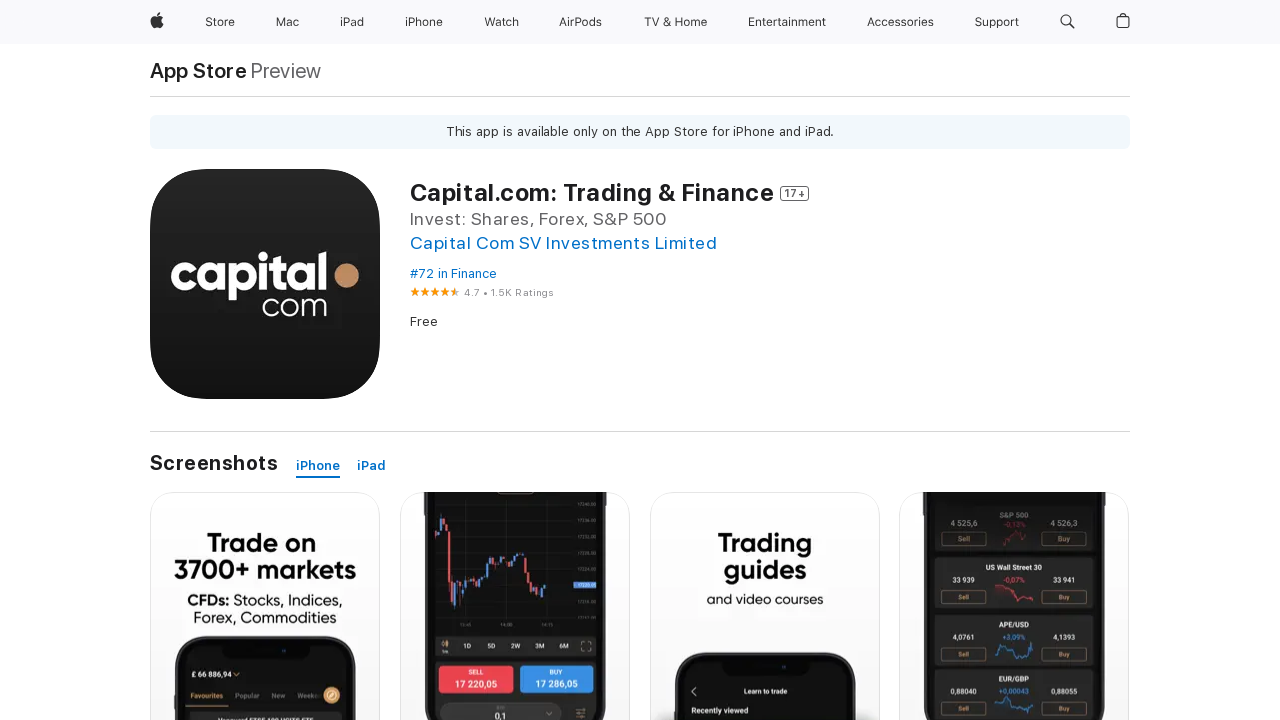 Store Mac iPad iPhone Watch AirPods TV & Home Entertainment Accessories Support
App Store Preview
This app is available only on the App Store for iPhone and iPad.
capital
com
Capital.com: Trading & Finance 17+
Invest: Shares, Forex, S&P 500
Capital Com SV Investments Limited
#72 in Finance
4.7 • 1.5K Ratings
Free
Screenshots iPhone iPad
Trade on
3700+ markets
CFDs: Stocks, Indices,
Forex, Commodities
£ 66 886,94
Favourites Popular New
1D 5D 2W 3M 6M
SELL BUY
17 220,05 17 286,05
0,1
Trading
guides
and video courses
Learn to trade
Recently viewed
S&P 500
4 525,6 -0,13% 4 526,3
Sell Buy
US Wall Street 30
33 939 -0,07% 33 941
Sell Buy
APE/USD
4,0761 +3,09% 4,1393
Sell Buy
EUR/GBP
0,88040 +0,00043 0,88055
Sell Buy